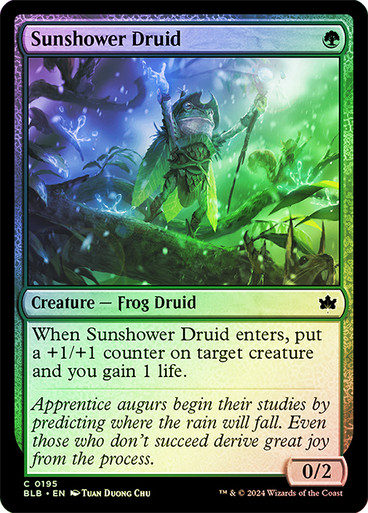 Sunshower Druid
Creature — Frog Druid
When Sunshower Druid enters, put
a +1/+1 counter on target creature
and you gain 1 life.
Apprentice augurs begin their studies by
predicting where the rain will fall. Even
those who don't succeed derive great joy
from the process.
0/2
C 0195
BLB • EN Tuan Duong Chu
™ & © 2024 Wizards of the Coast